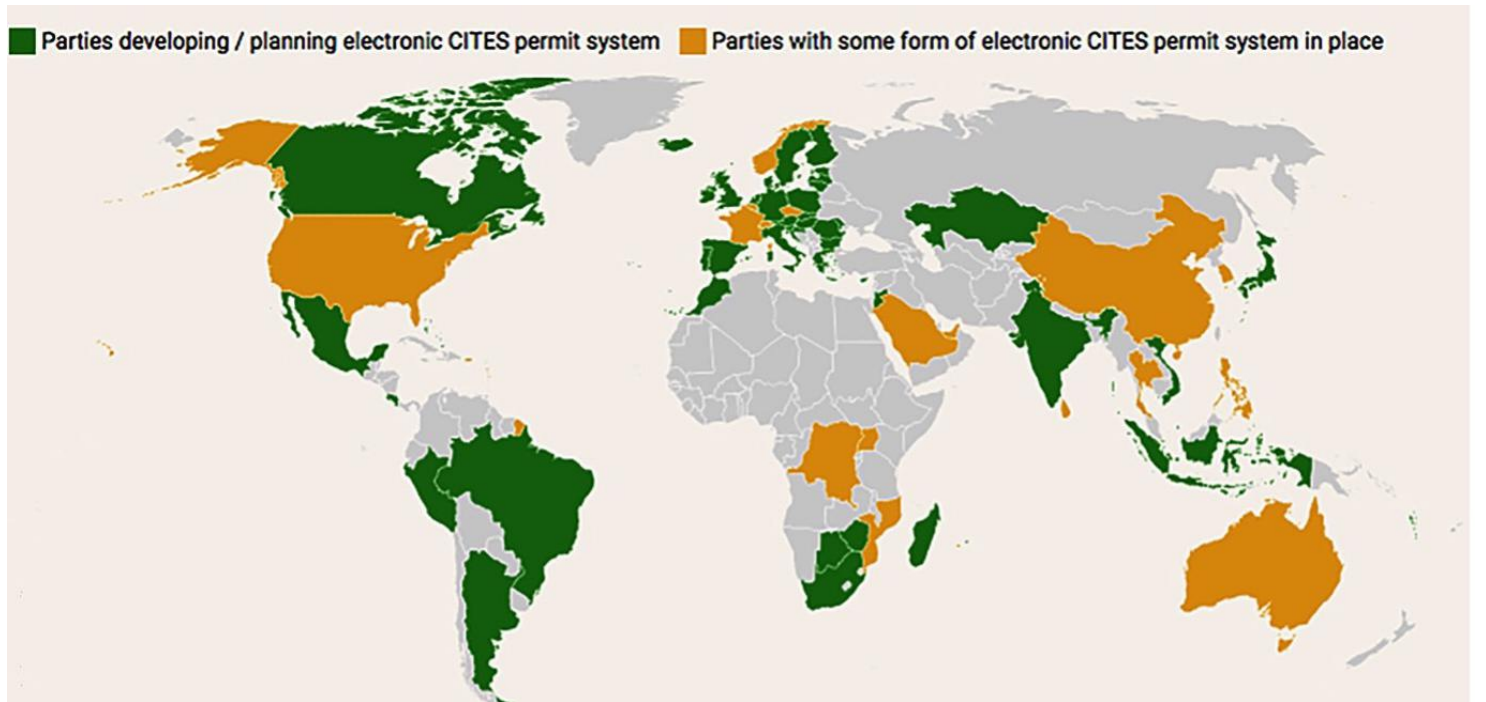 Parties developing / planning electronic CITES permit system Parties with some form of electronic CITES permit system in place